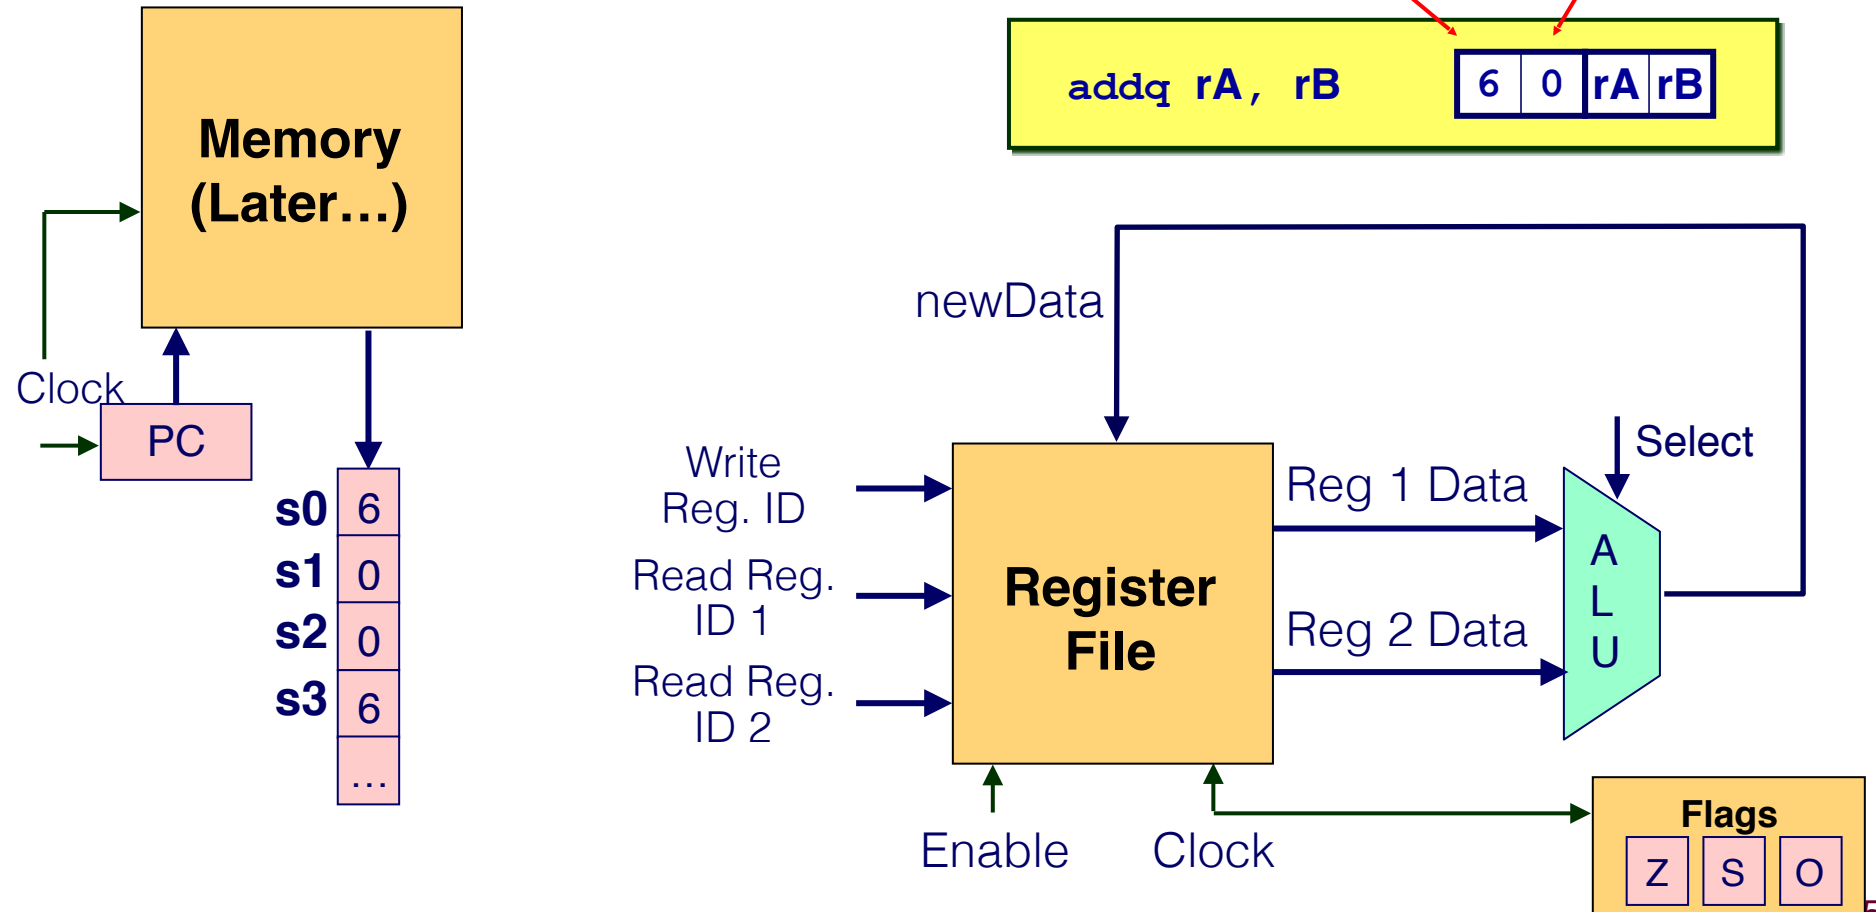 Memory
(Later…)
Clock
PC
s0 6
s1 0
s2 0
s3 6
...
addq rA, rB 6 0 rA rB
newData
Write
Reg. ID
Read Reg.
ID 1
Read Reg.
ID 2
Register
File
Reg 1 Data
Reg 2 Data
Select
A
L
U
Enable
Clock
Flags
Z S O